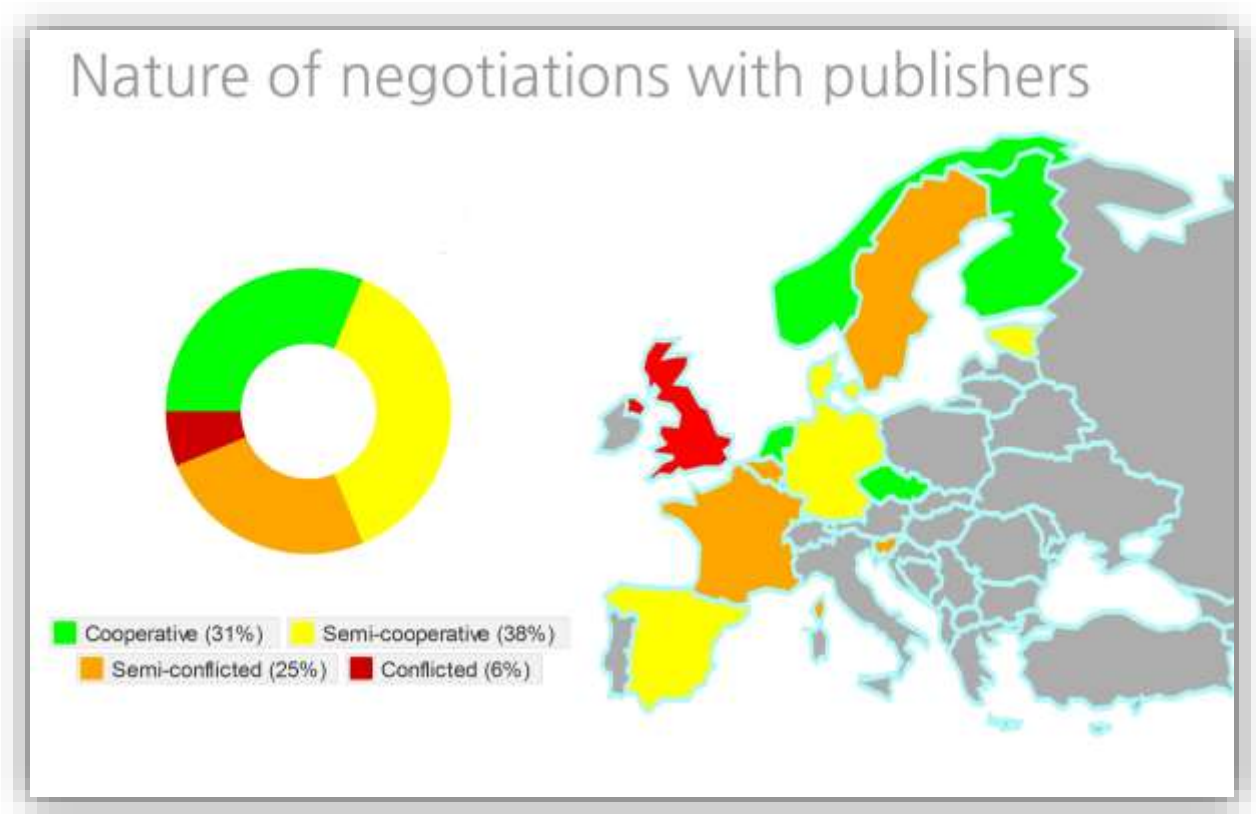 Nature of negotiations with publishers
Cooperative (31%) Semi-cooperative (38%)
Semi-conflicted (25%) Conflicted (6%)